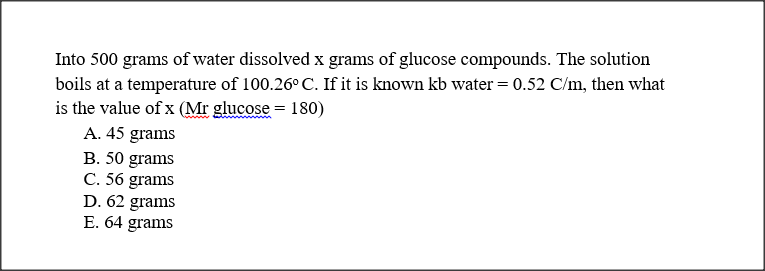 Into 500 grams of water dissolved x grams of glucose compounds. The solution
boils at a temperature of 100.26° C. If it is known kb water = 0.52 C/m, then what
is the value of x (Mr glucose = 180)
A. 45 grams
B. 50 grams
C. 56 grams
D. 62 grams
E. 64 grams